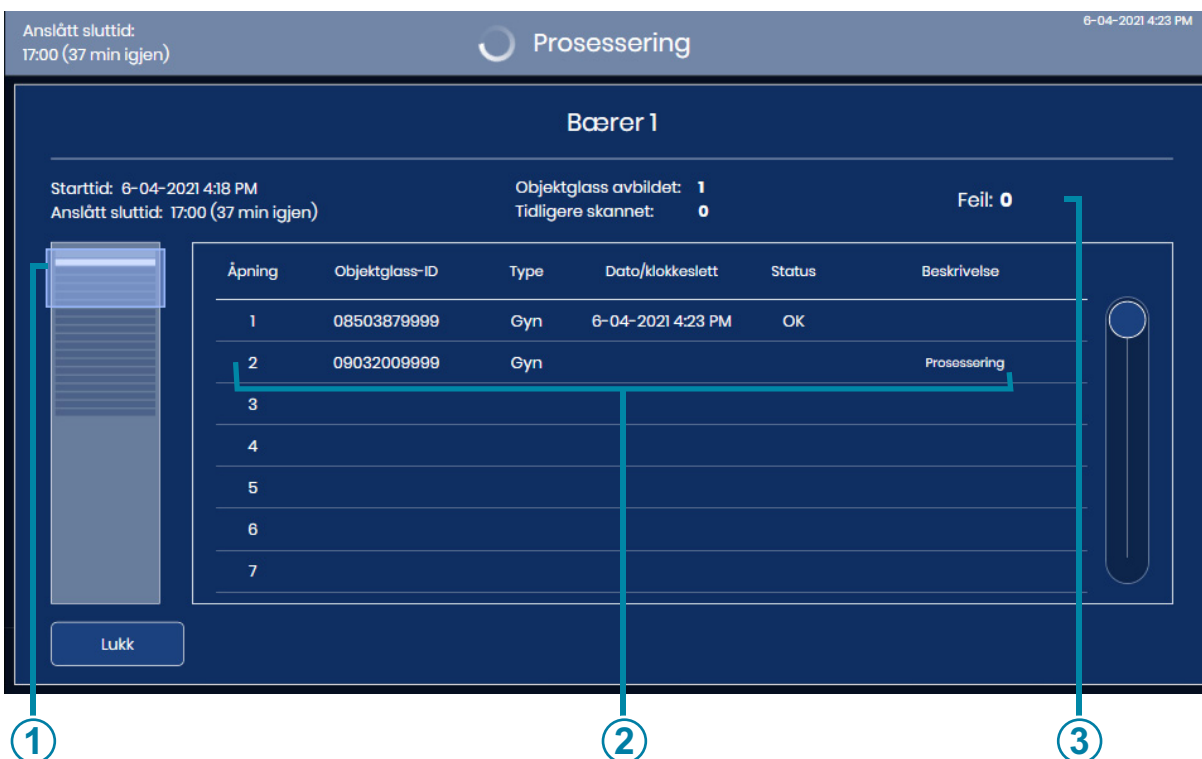 Anslått sluttid:
17:00 (37 min igjen)
Prosessering
6-04-2021 4:23 PM
Bærer 1
Starttid: 6-04-2021 4:18 PM
Anslått sluttid: 17:00 (37 min igjen)
Objektglass avbildet: 1
Tidligere skannet: 0
Feil: 0
Åpning Objektglass-ID Type Dato/klokkeslett Status Beskrivelse
1 08503879999 Gyn 6-04-2021 4:23 PM OK
2 09032009999 Gyn Prosessering
3
4
5
6
7
Lukk
1 2 3